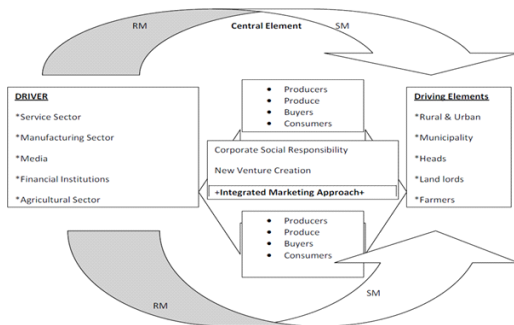 RM
Central Element
SM
DRIVER
*Service Sector
*Manufacturing Sector
*Media
*Financial Institutions
*Agricultural Sector
• Producers
• Produce
• Buyers
• Consumers
Corporate Social Responsibility
New Venture Creation
+Integrated Marketing Approach+
• Producers
• Produce
• Buyers
• Consumers
Driving Elements
*Rural & Urban
*Municipality
*Heads
*Land lords
*Farmers
RM
SM